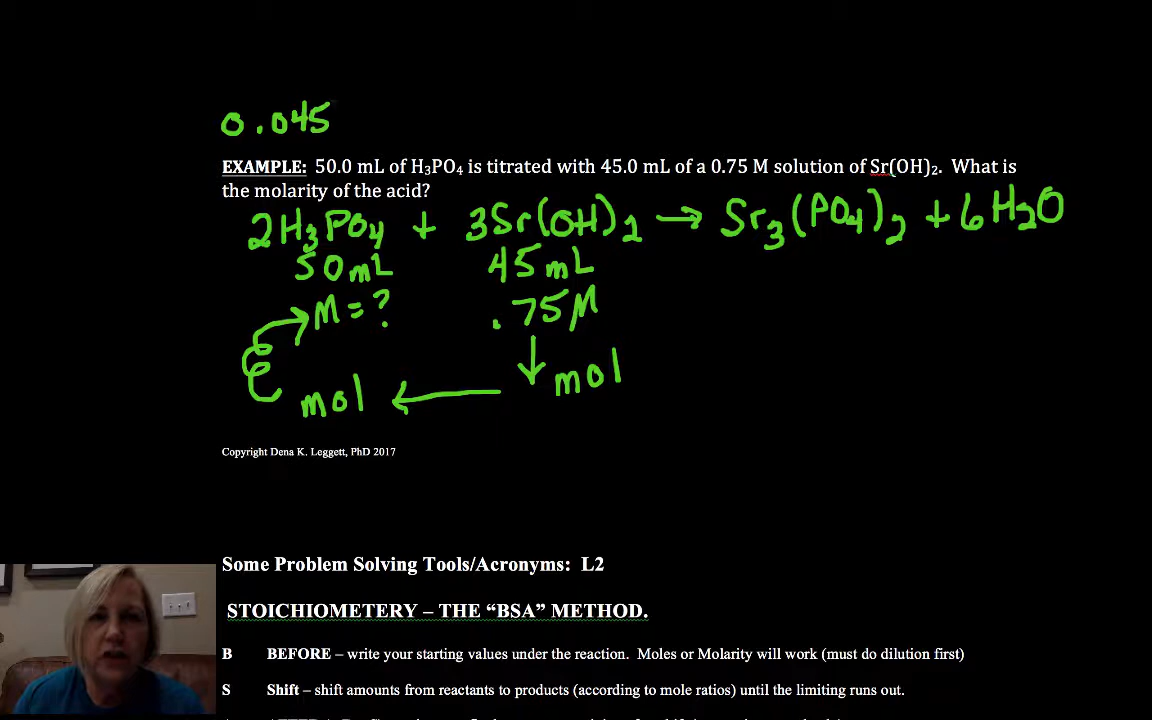 0.045
EXAMPLE: 50.0 mL of H₃PO₄ is titrated with 45.0 mL of a 0.75 M solution of Sr(OH)₂. What is
the molarity of the acid?
2H₃PO₄ + 3Sr(OH)₂ → Sr₃(PO₄)₂ + 6H₂O
50mL 45mL
M=? .75M
mol
mol
Copyright Dena K. Leggett, PhD 2017
Some Problem Solving Tools/Acronyms: L2
STOICHIOMETERY – THE “BSA” METHOD.
B BEFORE – write your starting values under the reaction. Moles or Molarity will work (must do dilution first)
S Shift – shift amounts from reactants to products (according to mole ratios) until the limiting runs out.